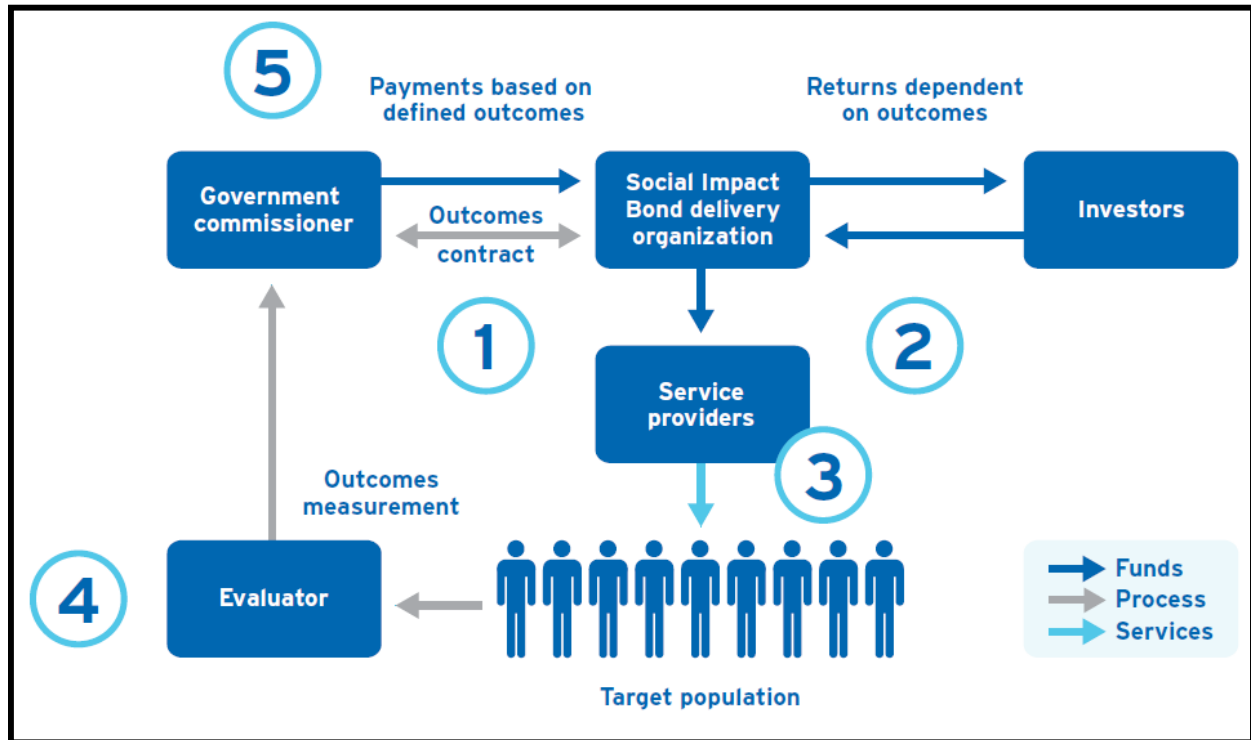 5
Payments based on
defined outcomes
Returns dependent
on outcomes
Government
commissioner
Outcomes
contract
Social Impact
Bond delivery
organization
Investors
1
2
Service
providers
3
Outcomes
measurement
4
Evaluator
Funds
Process
Services
Target population